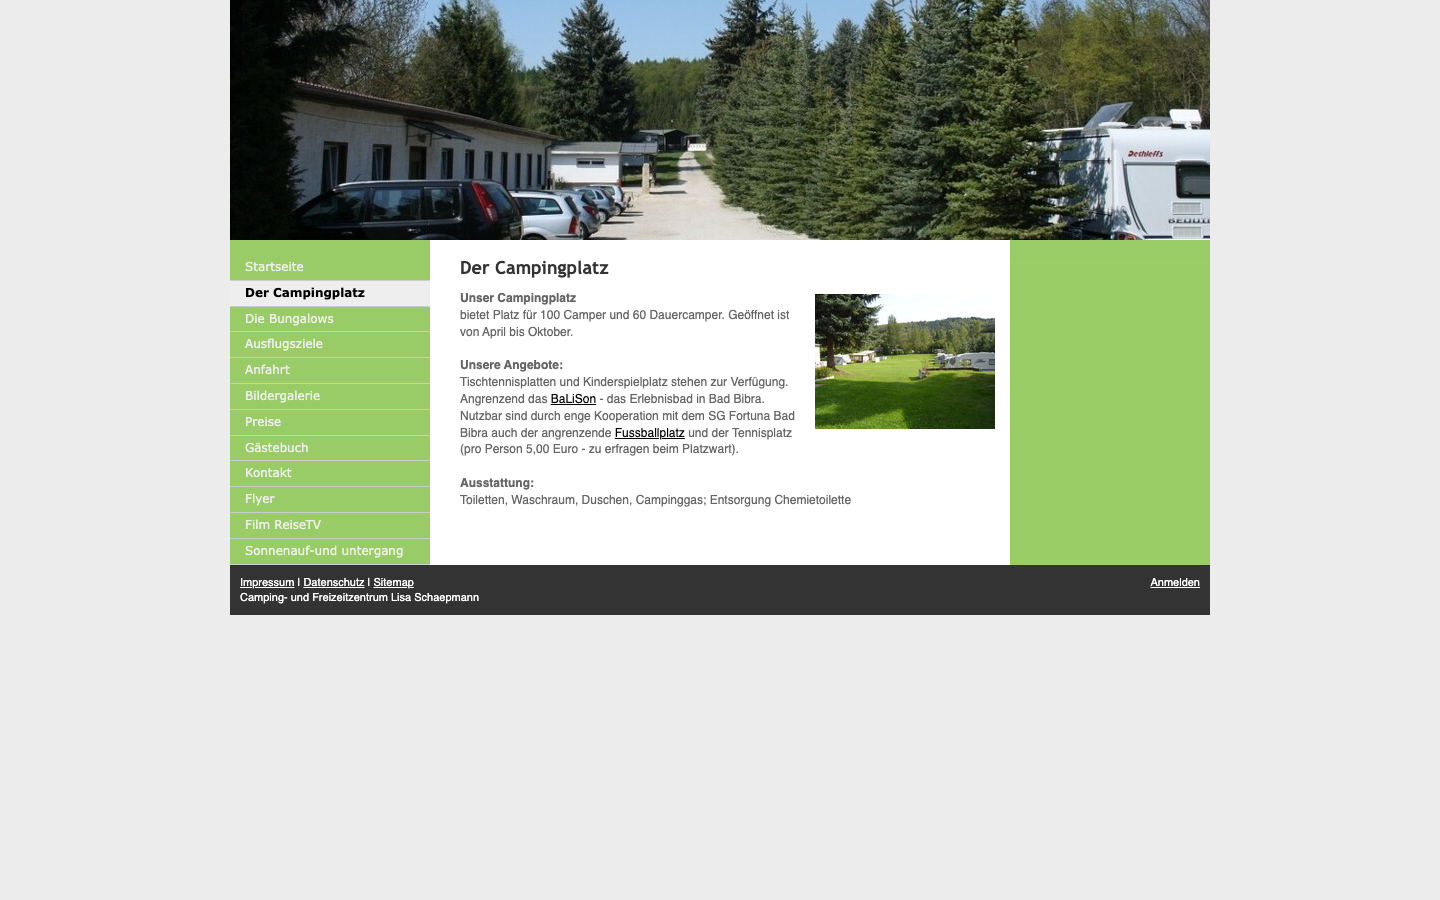 Dethleffs
Startseite
Der Campingplatz
Die Bungalows
Ausflugsziele
Anfahrt
Bildergalerie
Preise
Gästebuch
Kontakt
Flyer
Film ReiseTV
Sonnenauf-und untergang
Der Campingplatz
Unser Campingplatz
bietet Platz für 100 Camper und 60 Dauercamper. Geöffnet ist
von April bis Oktober.
Unsere Angebote:
Tischtennisplatten und Kinderspielplatz stehen zur Verfügung.
Angrenzend das BaLiSon - das Erlebnisbad in Bad Bibra.
Nutzbar sind durch enge Kooperation mit dem SG Fortuna Bad
Bibra auch der angrenzende Fussballplatz und der Tennisplatz
(pro Person 5,00 Euro - zu erfragen beim Platzwart).
Ausstattung:
Toiletten, Waschraum, Duschen, Campinggas; Entsorgung Chemietoilette
Impressum | Datenschutz | Sitemap
Anmelden
Camping- und Freizeitzentrum Lisa Schaepmann